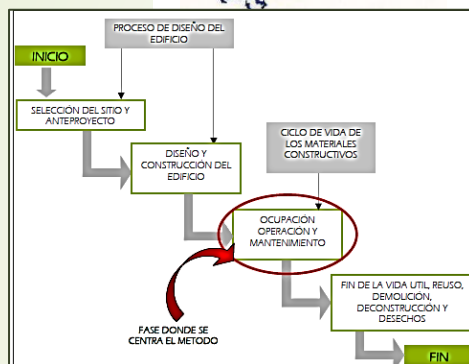 PROCESO DE DISEÑO DEL
EDIFICIO
INICIO
SELECCIÓN DEL SITIO Y
ANTEPROYECTO
DISEÑO Y
CONSTRUCCIÓN DEL
EDIFICIO
CICLO DE VIDA DE
LOS MATERIALES
CONSTRUCTIVOS
OCUPACIÓN
OPERACIÓN Y
MANTENIMIENTO
FASE DONDE SE
CENTRA EL METODO
FIN DE LA VIDA UTIL, REUSO,
DEMOLICIÓN,
DECONSTRUCCIÓN Y
DESECHOS
FIN